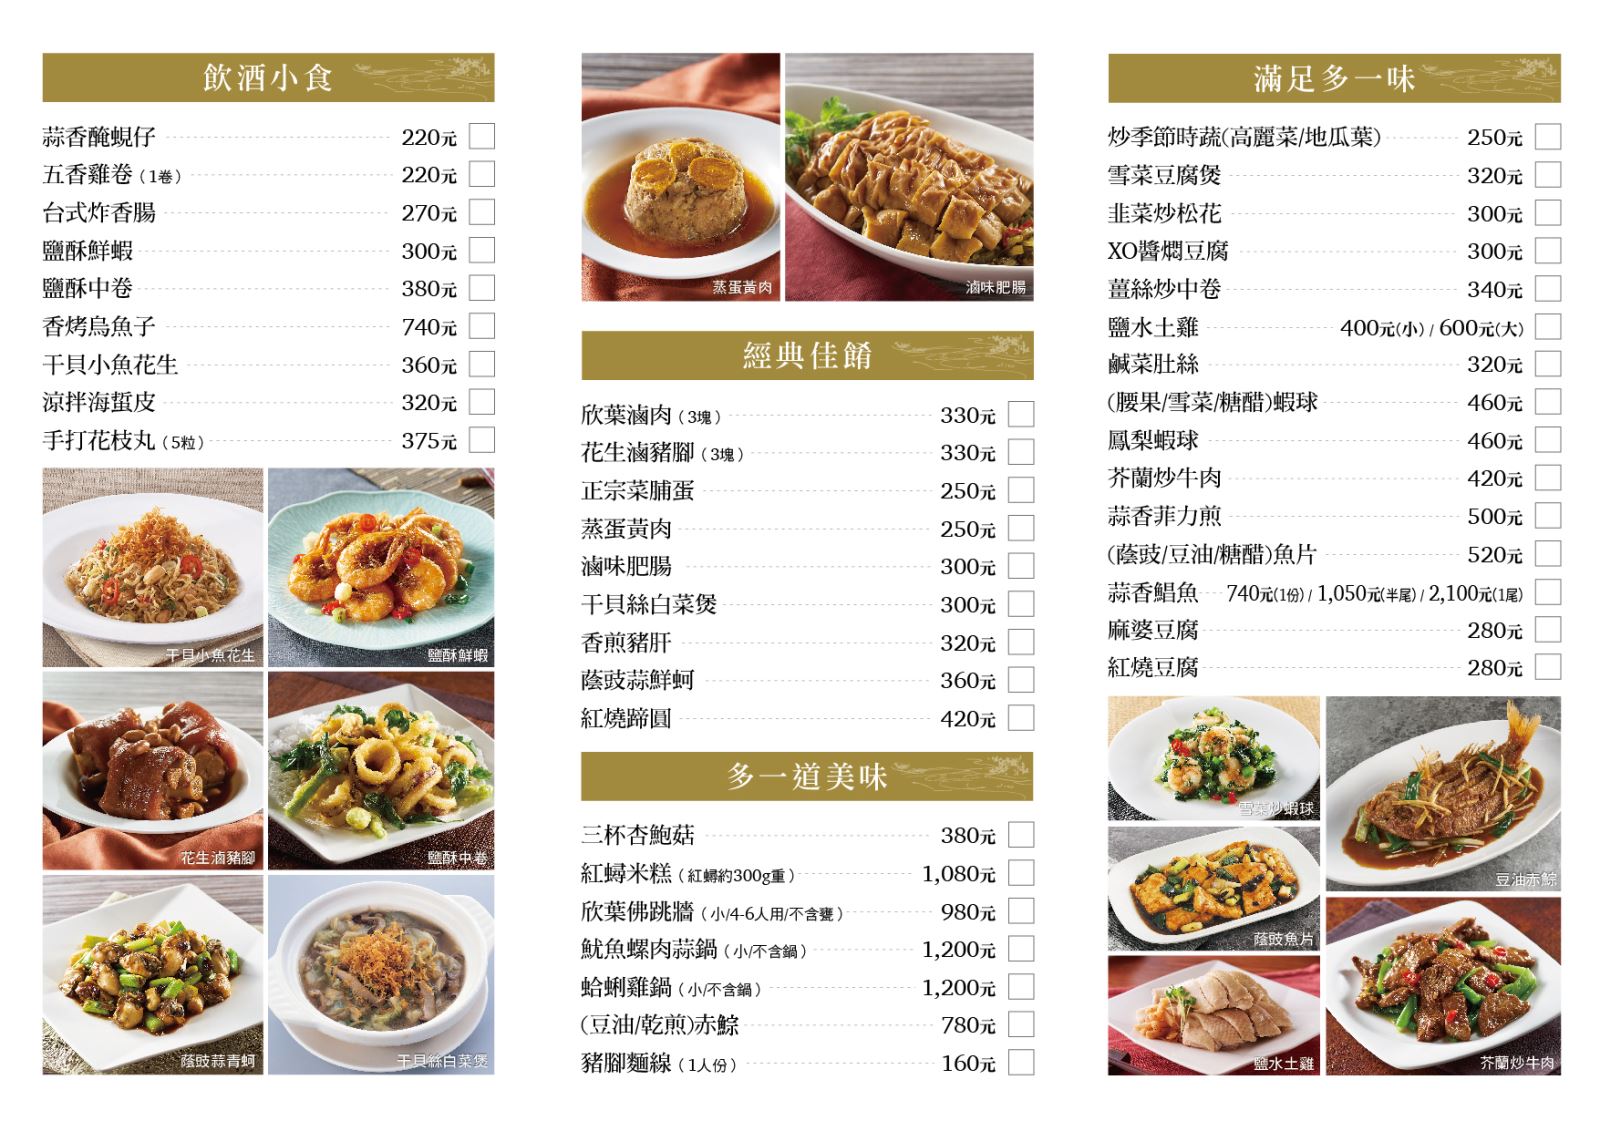 飲酒小食
蒜香醃蜆仔 220元
五香雞卷（1卷） 220元
台式炸香腸 270元
鹽酥鮮蝦 300元
鹽酥中卷 380元
香烤烏魚子 740元
干貝小魚花生 360元
涼拌海蜇皮 320元
手打花枝丸（5粒） 375元
干貝小魚花生
鹽酥鮮蝦
花生滷豬腳
鹽酥中卷
蔭豉蒜青蚵
干貝絲白菜煲
蒸蛋黃肉
滷味肥腸
經典佳餚
欣葉滷肉（3塊） 330元
花生滷豬腳（3塊） 330元
正宗菜脯蛋 250元
蒸蛋黃肉 250元
滷味肥腸 300元
干貝絲白菜煲 300元
香煎豬肝 320元
蔭豉蒜鮮蚵 360元
紅燒蹄圓 420元
多一道美味
三杯杏鮑菇 380元
紅蟳米糕（紅蟳約300g重） 1,080元
欣葉佛跳牆（小/4-6人用/不含甕） 980元
魷魚螺肉蒜鍋（小/不含鍋） 1,200元
蛤蜊雞鍋（小/不含鍋） 1,200元
(豆油/乾煎)赤鯮 780元
豬腳麵線（1人份） 160元
滿足多一味
炒季節時蔬(高麗菜/地瓜葉) 250元
雪菜豆腐煲 320元
韭菜炒松花 300元
XO醬燜豆腐 300元
薑絲炒中卷 340元
鹽水土雞 400元(小) / 600元(大)
鹹菜肚絲 320元
(腰果/雪菜/糖醋)蝦球 460元
鳳梨蝦球 460元
芥蘭炒牛肉 420元
蒜香菲力煎 500元
(蔭豉/豆油/糖醋)魚片 520元
蒜香鯧魚 740元(1份) / 1,050元(半尾) / 2,100元(1尾)
麻婆豆腐 280元
紅燒豆腐 280元
雪菜炒蝦球
豆油赤鯮
蔭豉魚片
鹽水土雞
芥蘭炒牛肉